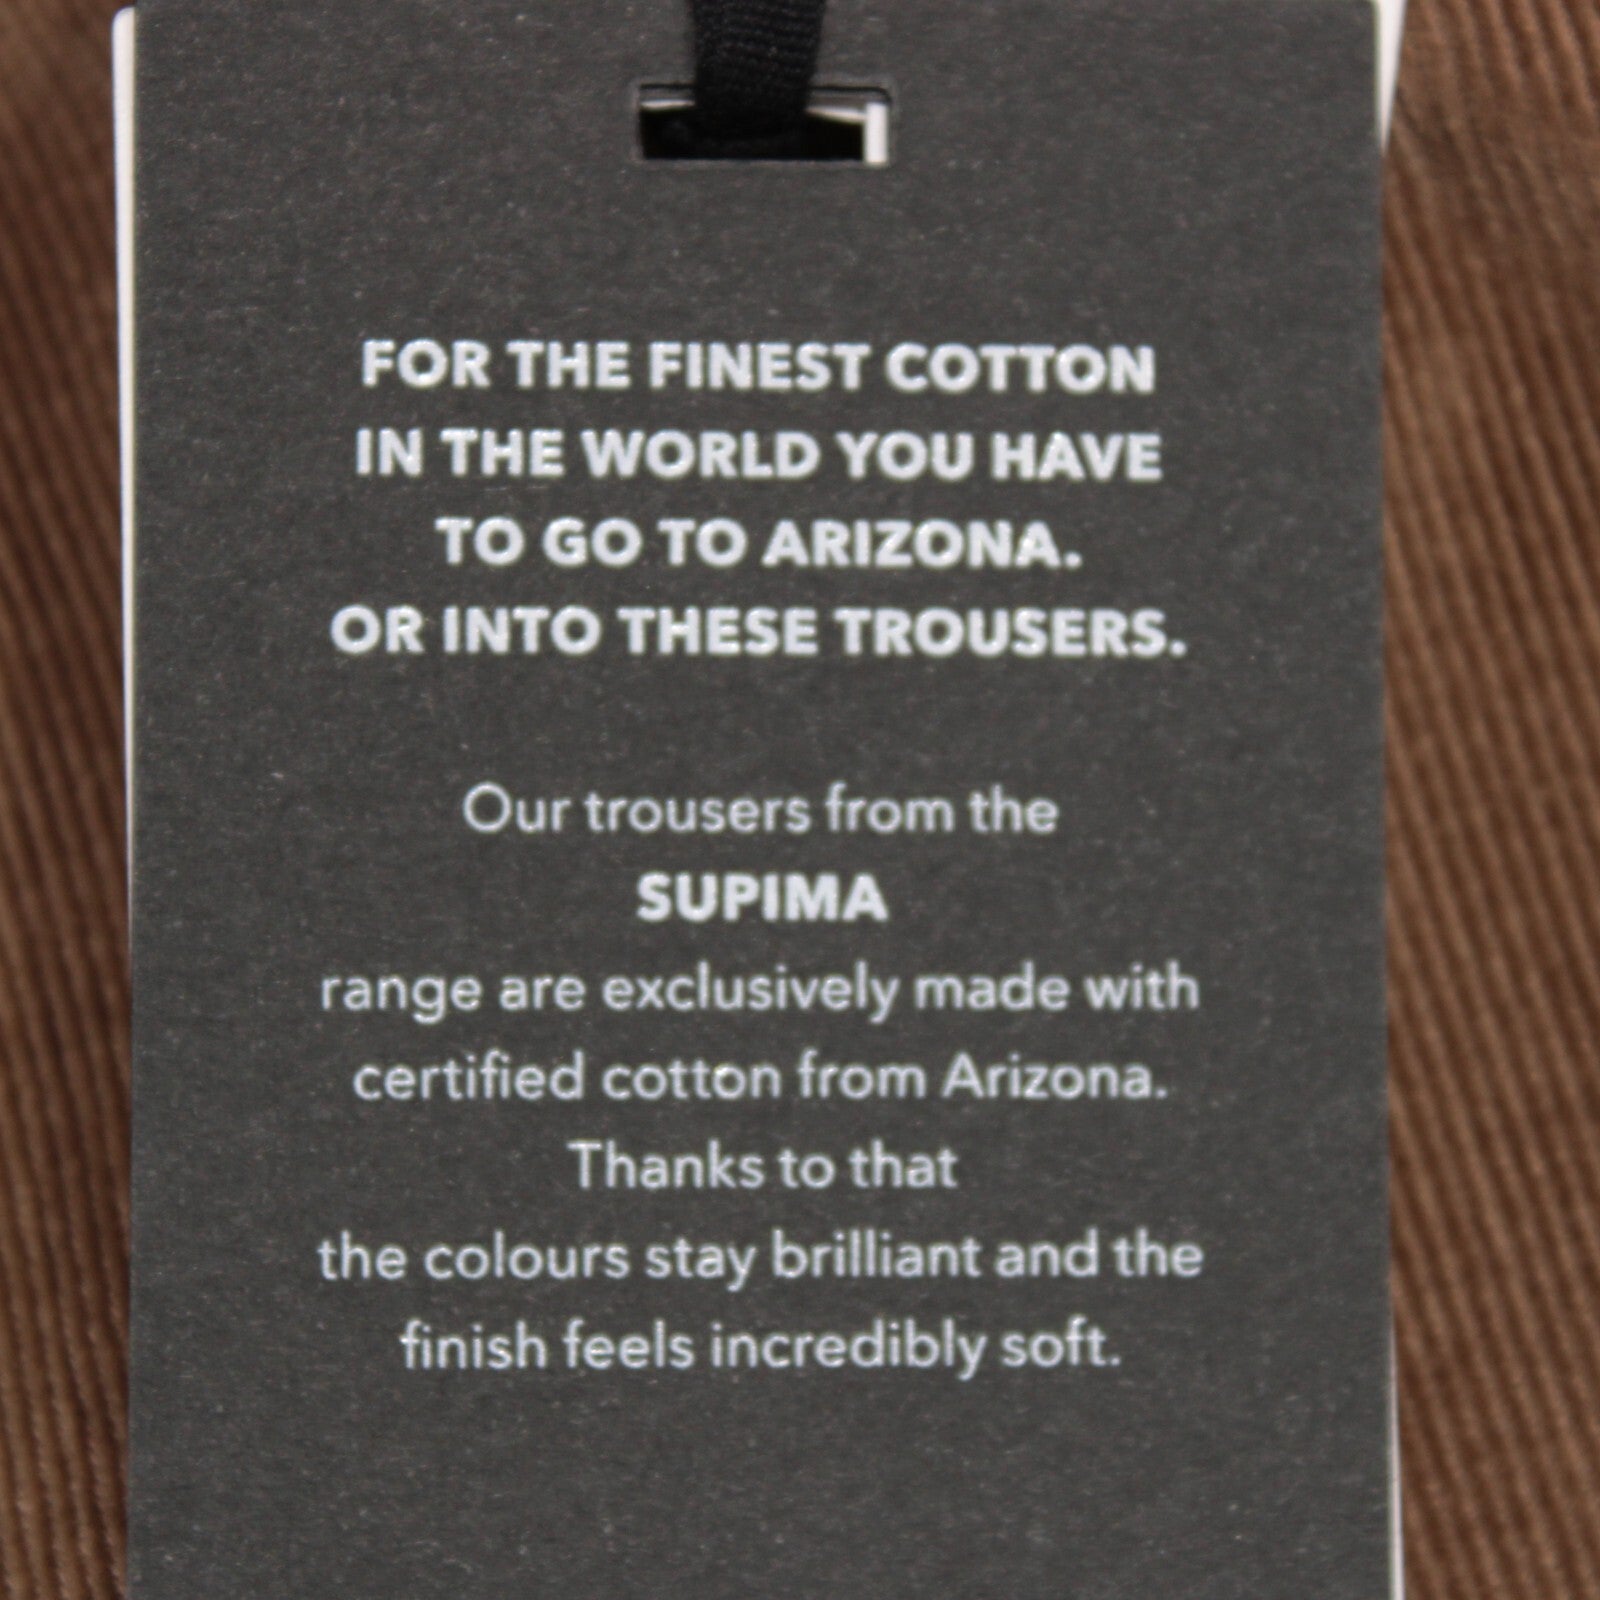 FOR THE FINEST COTTON
IN THE WORLD YOU HAVE
TO GO TO ARIZONA.
OR INTO THESE TROUSERS.
Our trousers from the
SUPIMA
range are exclusively made with
certified cotton from Arizona.
Thanks to that
the colours stay brilliant and the
finish feels incredibly soft.